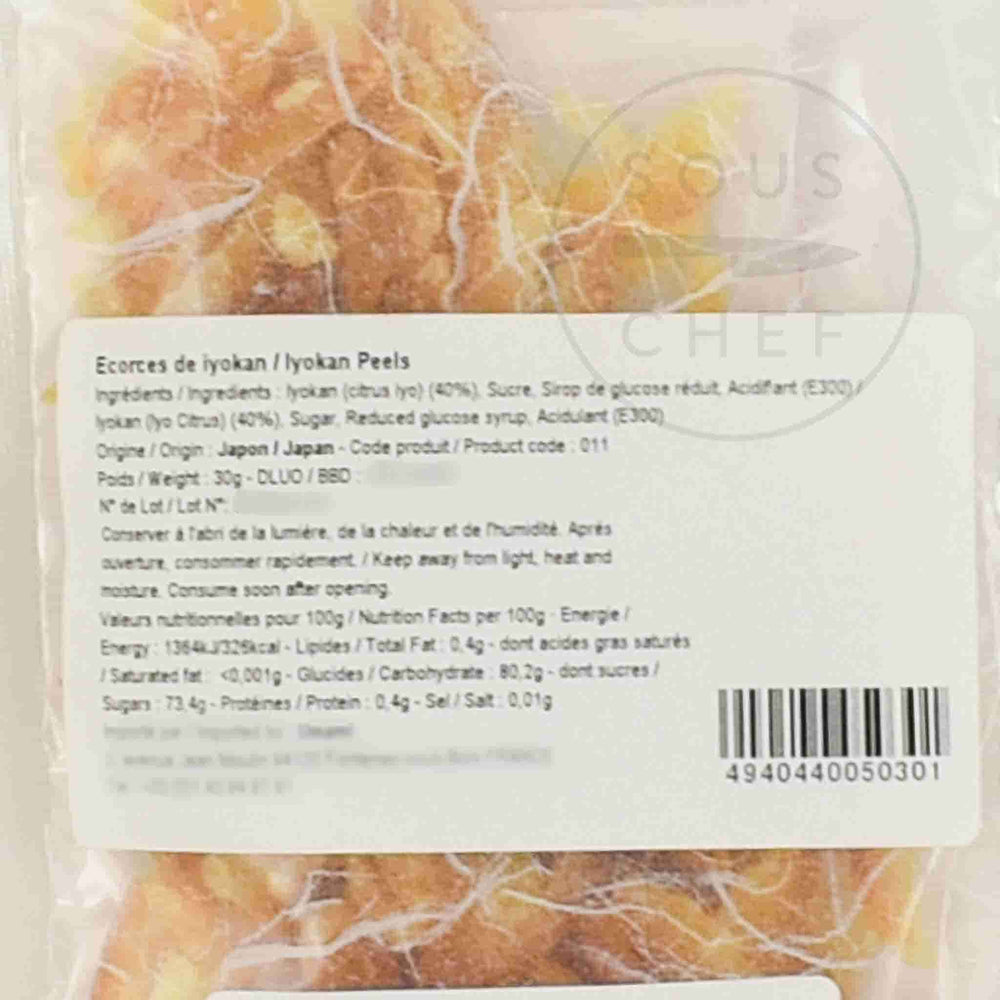 SOUS
CHEF
Ecorces de iyokan / Iyokan Peels
Ingrédients / Ingredients : Iyokan (citrus Iyo) (40%), Sucre, Sirop de glucose réduit, Acidifiant (E300) /
Iyokan (Iyo Citrus) (40%), Sugar, Reduced glucose syrup, Acidulant (E300)
Origine / Origin : Japon / Japan - Code produit / Product code : 011
Poids / Weight : 30g - DLUO / BBD :
N° de Lot / Lot N°:
Conserver à l'abri de la lumière, de la chaleur et de l'humidité. Après
ouverture, consommer rapidement. / Keep away from light, heat and
moisture. Consume soon after opening.
Valeurs nutritionnelles pour 100g / Nutrition Facts per 100g - Energie /
Energy : 1364kJ/326kcal - Lipides / Total Fat : 0,4g - dont acides gras saturés
/ Saturated fat : <0,001g - Glucides / Carbohydrate : 80,2g - dont sucres /
Sugars : 73,4g - Protéines / Protein : 0,4g - Sel / Salt : 0,01g
4940440050301